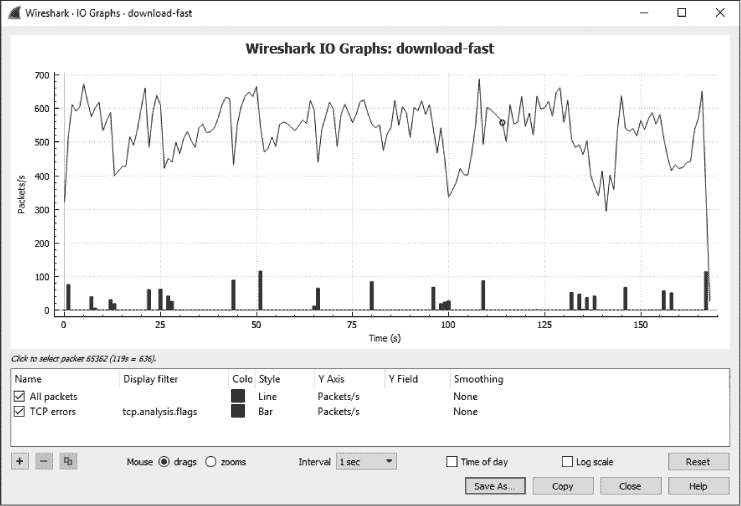 Wireshark · IO Graphs · download-fast
Wireshark IO Graphs: download-fast
700
600
500
400
300
200
100
0
Packets/s
0 25 50 75 100 125 150
Time (s)
Click to select packet 65362 (119s = 636).
Name Display filter Colo Style Y Axis Y Field Smoothing
All packets Line Packets/s None
TCP errors tcp.analysis.flags Bar Packets/s None
+ − Mouse drags zooms Interval 1 sec Time of day Log scale Reset
Save As... Copy Close Help